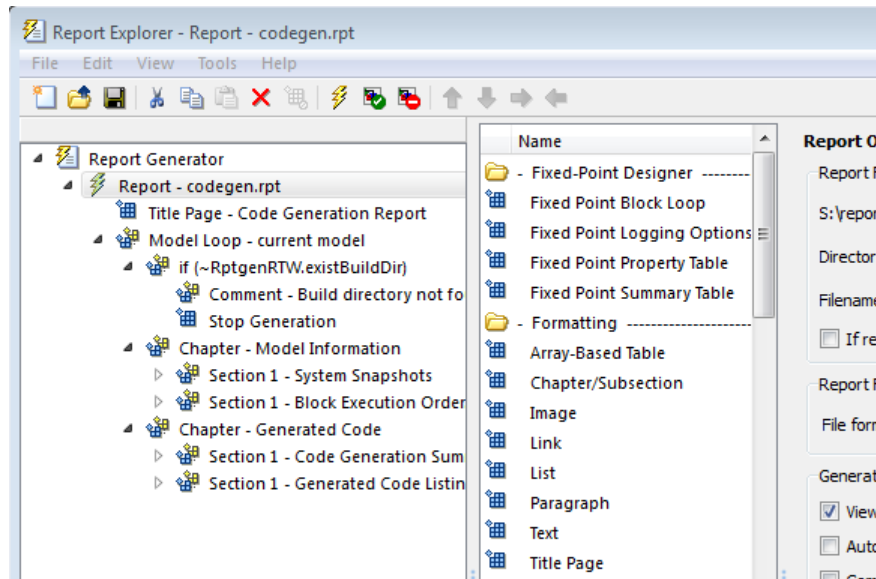 Report Explorer - Report - codegen.rpt
File Edit View Tools Help
Report Generator
Report - codegen.rpt
Title Page - Code Generation Report
Model Loop - current model
if (~RptgenRTW.existBuildDir)
Comment - Build directory not fo
Stop Generation
Chapter - Model Information
Section 1 - System Snapshots
Section 1 - Block Execution Order
Chapter - Generated Code
Section 1 - Code Generation Sum
Section 1 - Generated Code Listin
Name
- Fixed-Point Designer --------
Fixed Point Block Loop
Fixed Point Logging Options
Fixed Point Property Table
Fixed Point Summary Table
- Formatting --------------------
Array-Based Table
Chapter/Subsection
Image
Link
List
Paragraph
Text
Title Page
Report O
Report F
S:\repor
Director
Filename
If re
Report F
File forr
Generat
View
Auto